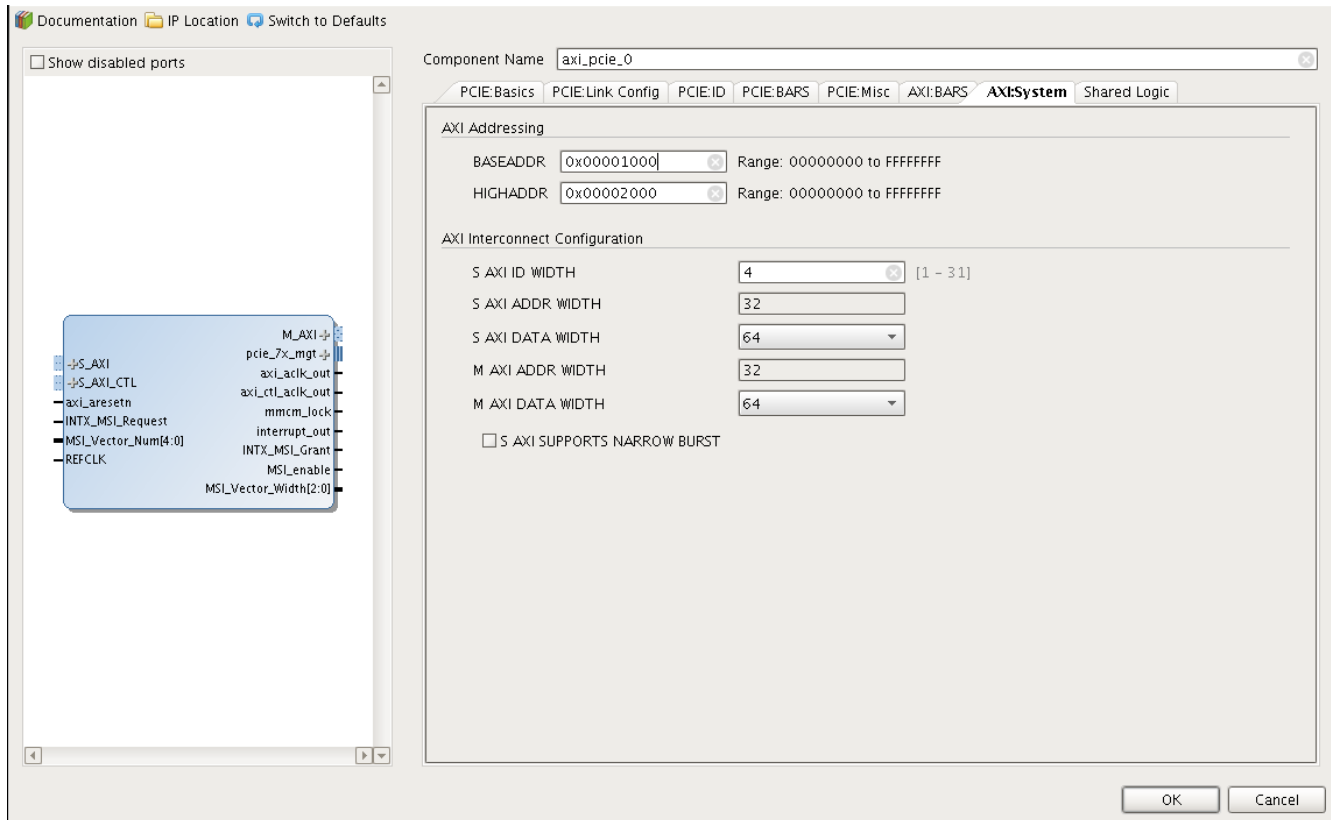 Documentation IP Location Switch to Defaults
Show disabled ports
M_AXI
pcie_7x_mgt
S_AXI
axi_aclk_out
S_AXI_CTL
axi_ctl_aclk_out
axi_aresetn
mmcm_lock
INTX_MSI_Request
interrupt_out
MSI_Vector_Num[4:0]
INTX_MSI_Grant
REFCLK
MSI_enable
MSI_Vector_Width[2:0]
Component Name axi_pcie_0
PCIE:Basics PCIE:Link Config PCIE:ID PCIE:BARS PCIE:Misc AXI:BARS AXI:System Shared Logic
AXI Addressing
BASEADDR 0x00001000 Range: 00000000 to FFFFFFFF
HIGHADDR 0x00002000 Range: 00000000 to FFFFFFFF
AXI Interconnect Configuration
S AXI ID WIDTH 4 [1 - 31]
S AXI ADDR WIDTH 32
S AXI DATA WIDTH 64
M AXI ADDR WIDTH 32
M AXI DATA WIDTH 64
S AXI SUPPORTS NARROW BURST
OK Cancel